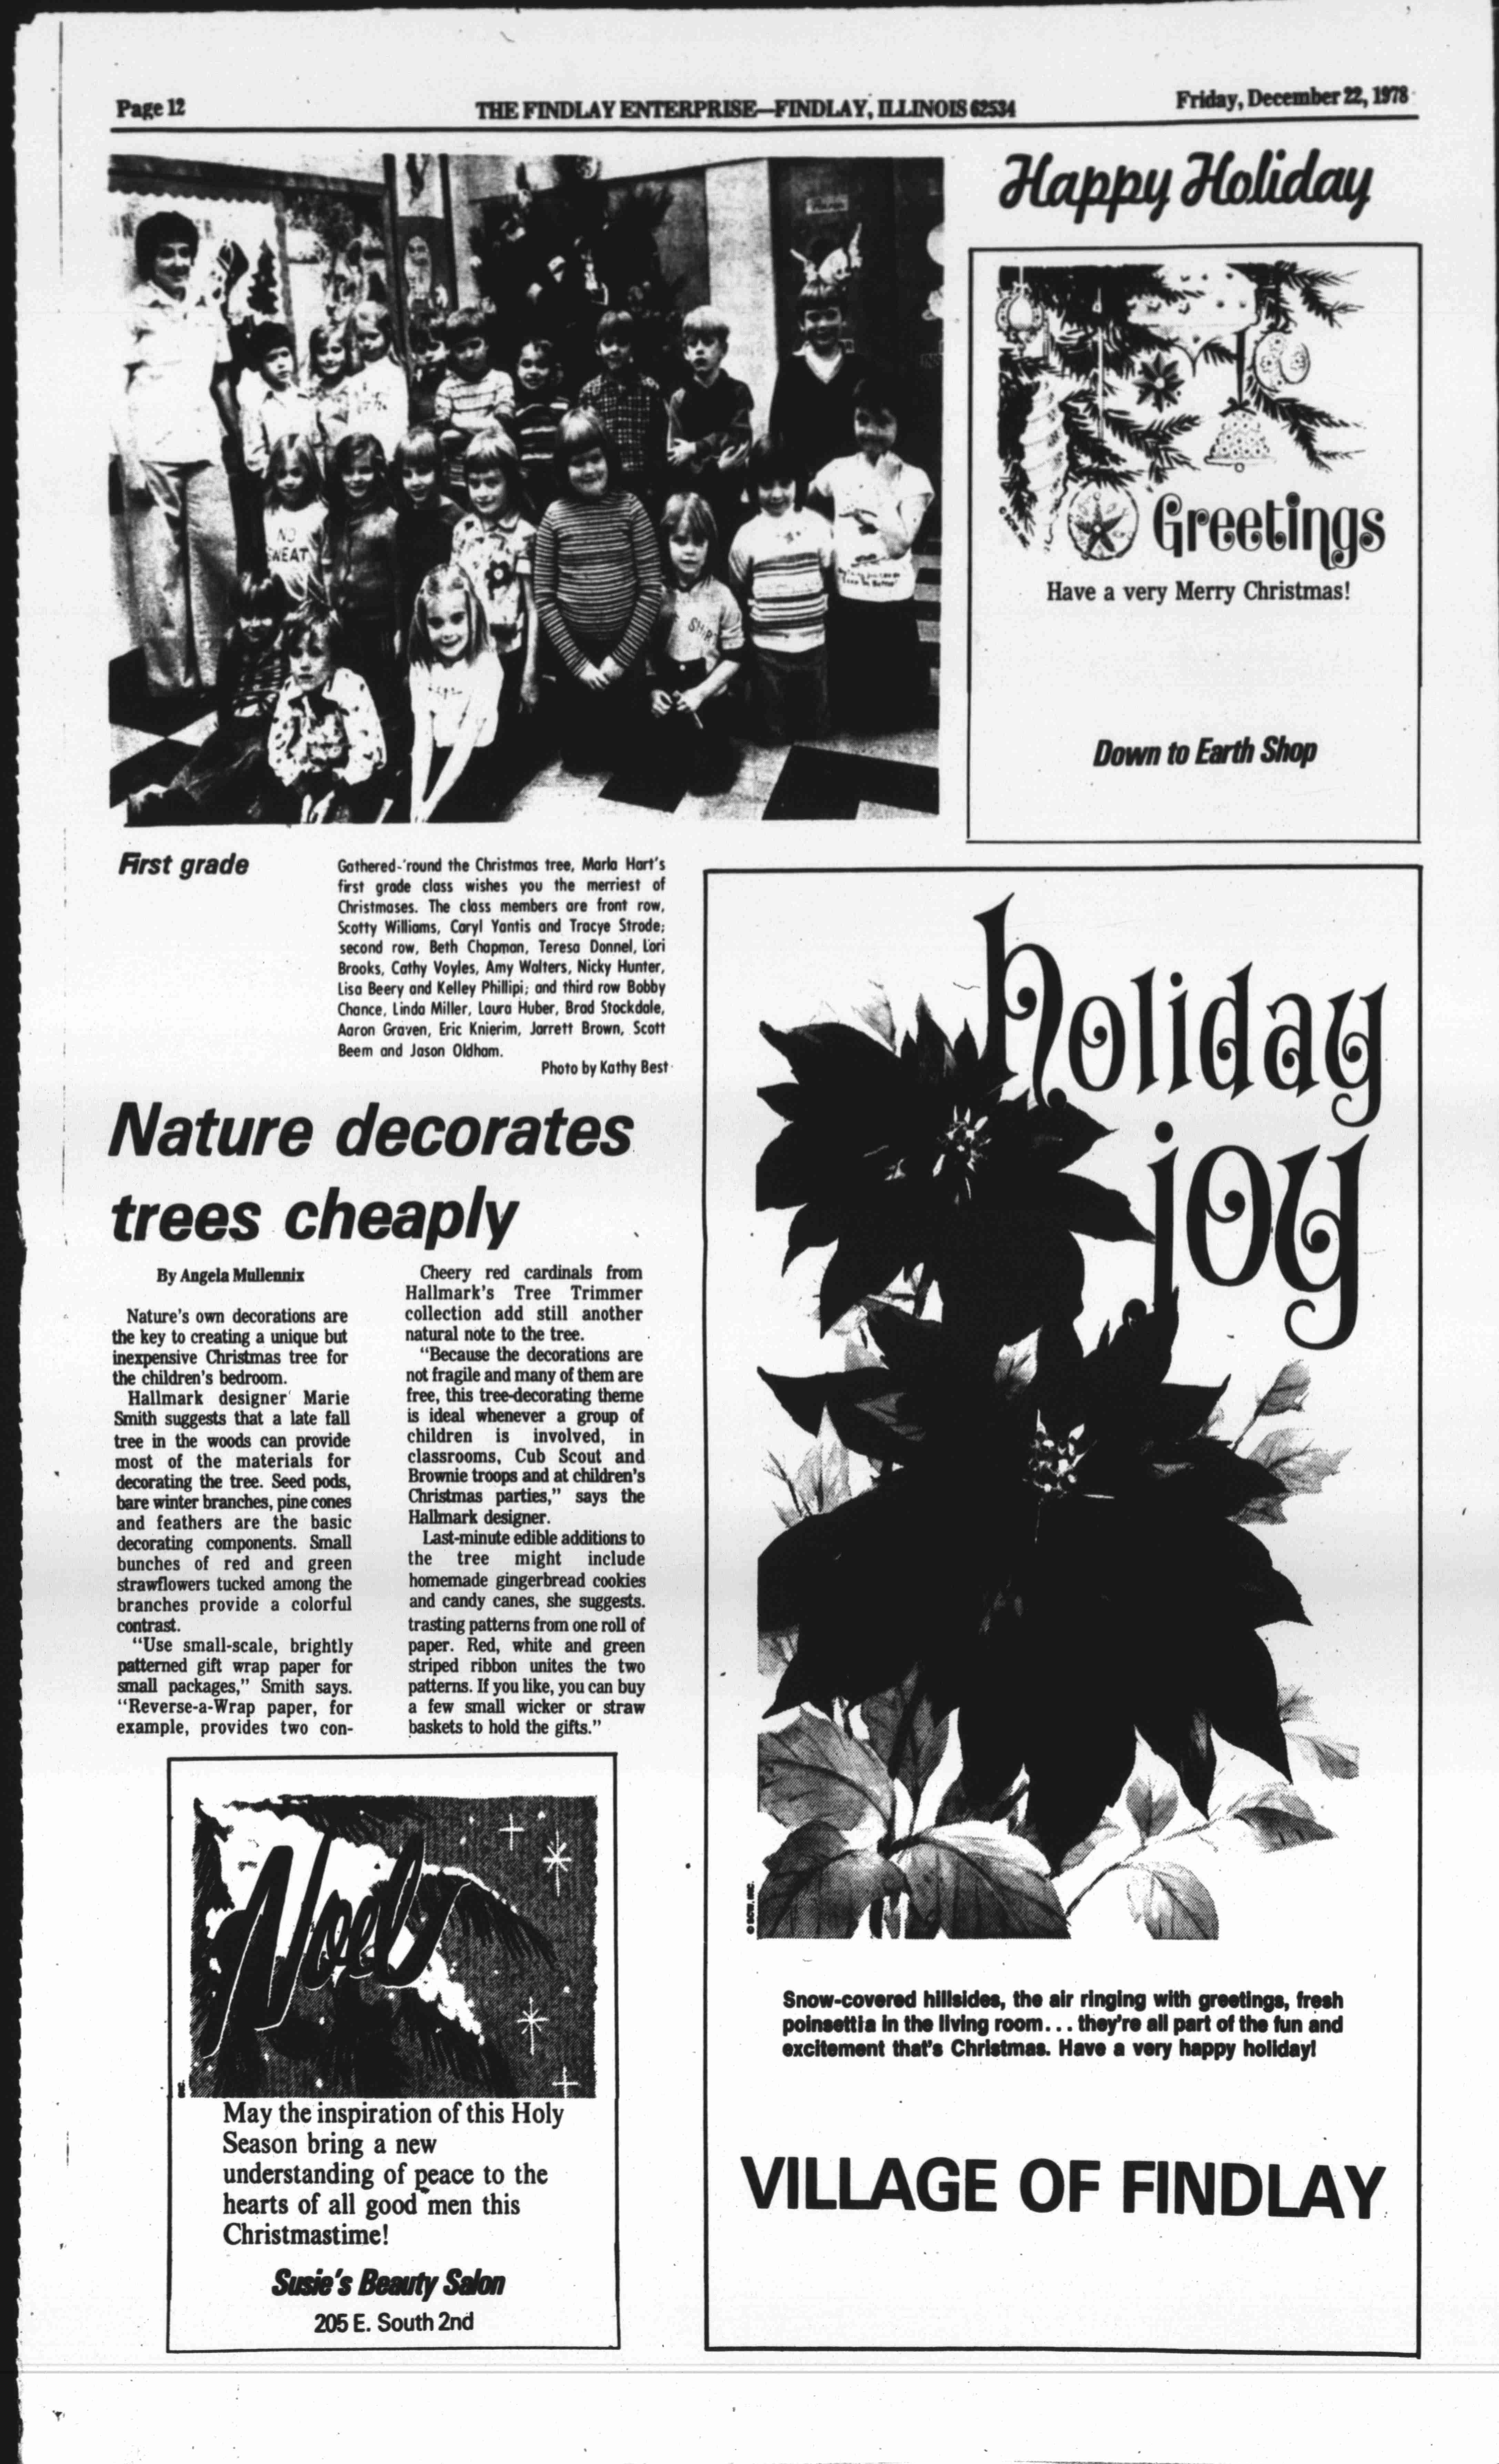 Page 12
THE FINDLAY ENTERPRISE—FINDLAY, ILLINOIS 62534
Friday, December 22, 1978
NO
SWEAT
SHIRT
First grade
Gathered-'round the Christmas tree, Marla Hart's
first grade class wishes you the merriest of
Christmases. The class members are front row,
Scotty Williams, Caryl Yantis and Tracye Strode;
second row, Beth Chapman, Teresa Donnel, Lori
Brooks, Cathy Voyles, Amy Walters, Nicky Hunter,
Lisa Beery and Kelley Phillipi; and third row Bobby
Chance, Linda Miller, Laura Huber, Brad Stockdale,
Aaron Graven, Eric Knierim, Jarrett Brown, Scott
Beem and Jason Oldham.
Photo by Kathy Best
Happy Holiday
Greetings
Have a very Merry Christmas!
Down to Earth Shop
Nature decorates
trees cheaply
By Angela Mullennix
Nature's own decorations are
the key to creating a unique but
inexpensive Christmas tree for
the children's bedroom.
Hallmark designer Marie
Smith suggests that a late fall
tree in the woods can provide
most of the materials for
decorating the tree. Seed pods,
bare winter branches, pine cones
and feathers are the basic
decorating components. Small
bunches of red and green
strawflowers tucked among the
branches provide a colorful
contrast.
"Use small-scale, brightly
patterned gift wrap paper for
small packages," Smith says.
"Reverse-a-Wrap paper, for
example, provides two con-
Cheery red cardinals from
Hallmark's Tree Trimmer
collection add still another
natural note to the tree.
"Because the decorations are
not fragile and many of them are
free, this tree-decorating theme
is ideal whenever a group of
children is involved, in
classrooms, Cub Scout and
Brownie troops and at children's
Christmas parties," says the
Hallmark designer.
Last-minute edible additions to
the tree might include
homemade gingerbread cookies
and candy canes, she suggests.
trasting patterns from one roll of
paper. Red, white and green
striped ribbon unites the two
patterns. If you like, you can buy
a few small wicker or straw
baskets to hold the gifts."
Noel
May the inspiration of this Holy
Season bring a new
understanding of peace to the
hearts of all good men this
Christmastime!
Susie's Beauty Salon
205 E. South 2nd
holiday
joy
© SCW, INC.
Snow-covered hillsides, the air ringing with greetings, fresh
poinsettia in the living room... they're all part of the fun and
excitement that's Christmas. Have a very happy holiday!
VILLAGE OF FINDLAY